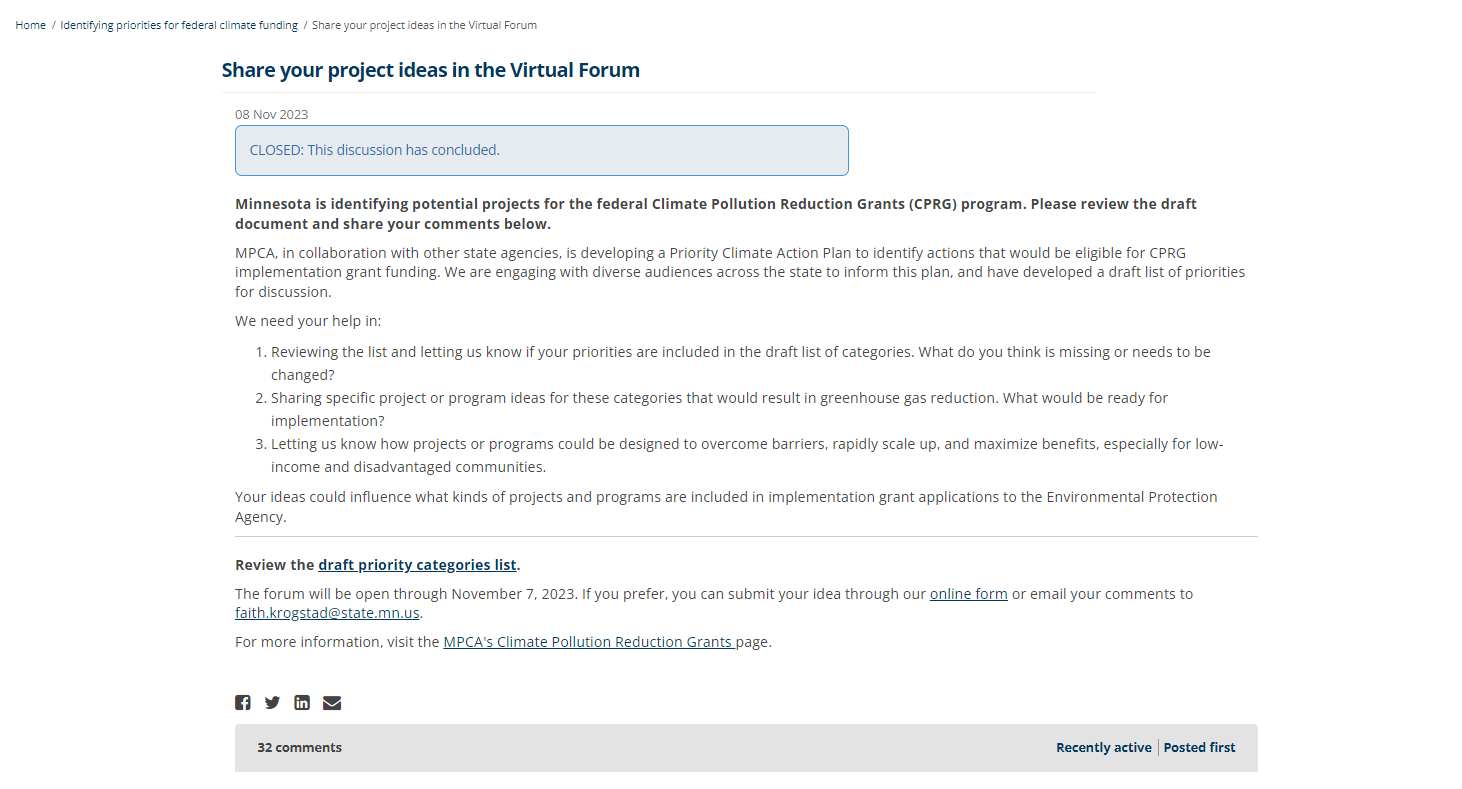 Home / Identifying priorities for federal climate funding / Share your project ideas in the Virtual Forum
Share your project ideas in the Virtual Forum
08 Nov 2023
CLOSED: This discussion has concluded.
Minnesota is identifying potential projects for the federal Climate Pollution Reduction Grants (CPRG) program. Please review the draft
document and share your comments below.
MPCA, in collaboration with other state agencies, is developing a Priority Climate Action Plan to identify actions that would be eligible for CPRG
implementation grant funding. We are engaging with diverse audiences across the state to inform this plan, and have developed a draft list of priorities
for discussion.
We need your help in:
1. Reviewing the list and letting us know if your priorities are included in the draft list of categories. What do you think is missing or needs to be
changed?
2. Sharing specific project or program ideas for these categories that would result in greenhouse gas reduction. What would be ready for
implementation?
3. Letting us know how projects or programs could be designed to overcome barriers, rapidly scale up, and maximize benefits, especially for low-
income and disadvantaged communities.
Your ideas could influence what kinds of projects and programs are included in implementation grant applications to the Environmental Protection
Agency.
Review the draft priority categories list.
The forum will be open through November 7, 2023. If you prefer, you can submit your idea through our online form or email your comments to
faith.krogstad@state.mn.us.
For more information, visit the MPCA's Climate Pollution Reduction Grants page.
32 comments
Recently active | Posted first